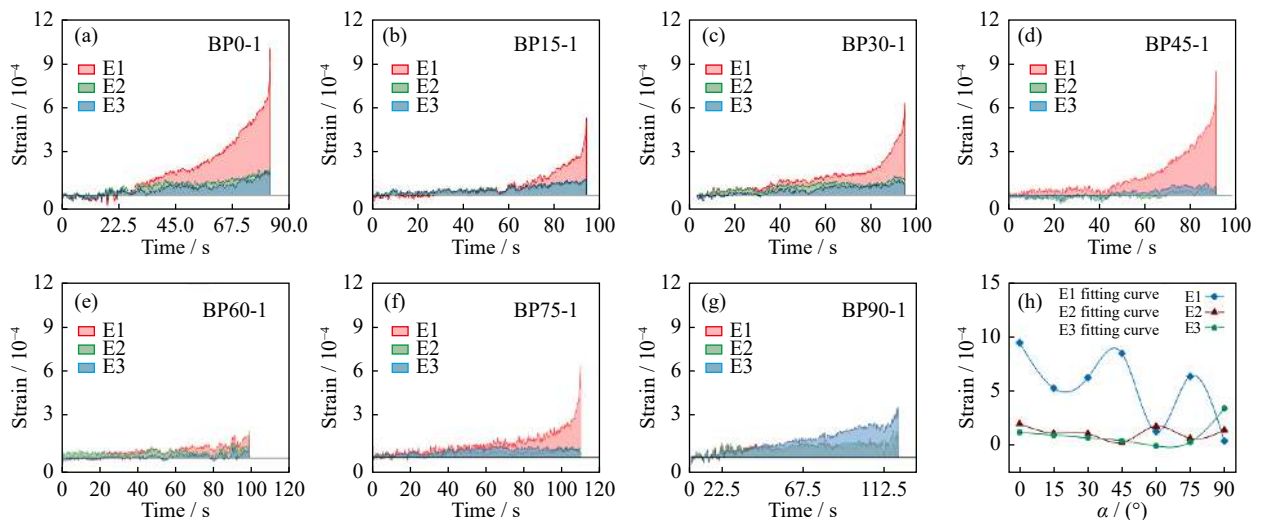 (a) BP0-1
E1
E2
E3
Strain / 10⁻⁴
12
9
6
3
0
0 22.5 45.0 67.5 90.0
Time / s
(b) BP15-1
E1
E2
E3
Strain / 10⁻⁴
12
9
6
3
0
0 20 40 60 80 100
Time / s
(c) BP30-1
E1
E2
E3
Strain / 10⁻⁴
12
9
6
3
0
0 20 40 60 80 100
Time / s
(d) BP45-1
E1
E2
E3
Strain / 10⁻⁴
12
9
6
3
0
0 20 40 60 80 100
Time / s
(e) BP60-1
E1
E2
E3
Strain / 10⁻⁴
12
9
6
3
0
0 20 40 60 80 100 120
Time / s
(f) BP75-1
E1
E2
E3
Strain / 10⁻⁴
12
9
6
3
0
0 20 40 60 80 100 120
Time / s
(g) BP90-1
E1
E2
E3
Strain / 10⁻⁴
12
9
6
3
0
0 22.5 67.5 112.5
Time / s
(h)
E1 fitting curve E1
E2 fitting curve E2
E3 fitting curve E3
Strain / 10⁻⁴
15
10
5
0
0 15 30 45 60 75 90
α / (°)